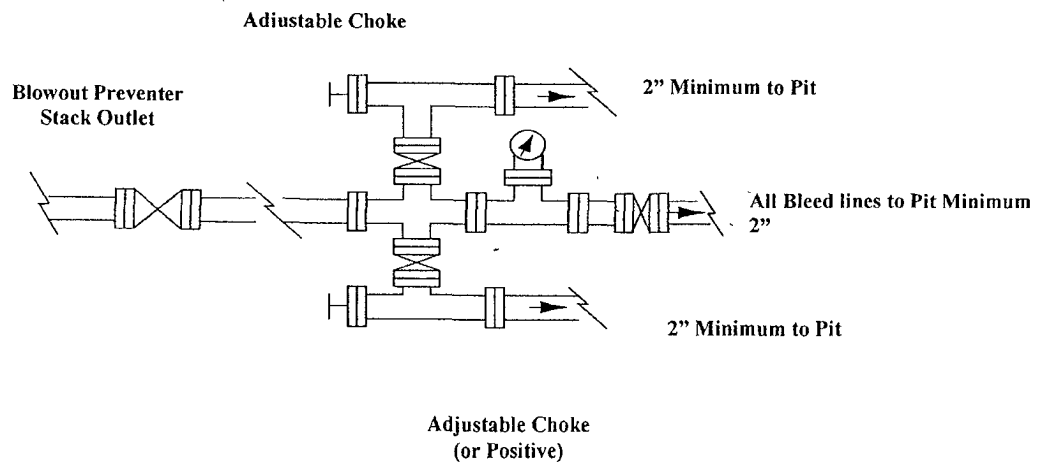 Adjustable Choke
Blowout Preventer
Stack Outlet
2” Minimum to Pit
All Bleed lines to Pit Minimum
2”
2” Minimum to Pit
Adjustable Choke
(or Positive)